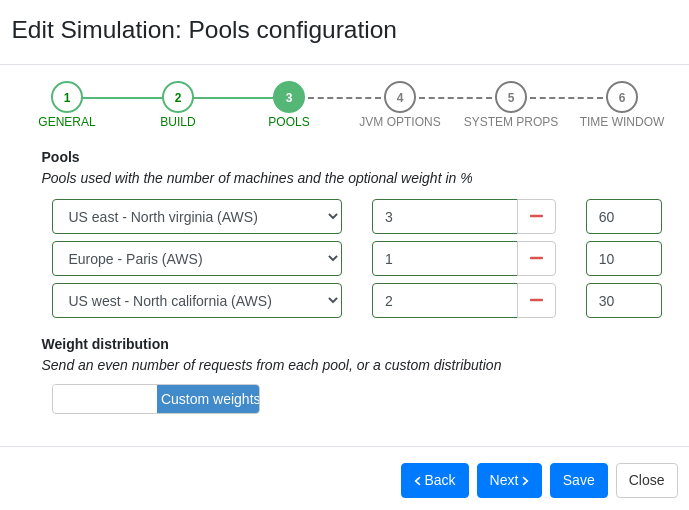 Edit Simulation: Pools configuration
1 2 3 4 5 6
GENERAL BUILD POOLS JVM OPTIONS SYSTEM PROPS TIME WINDOW
Pools
Pools used with the number of machines and the optional weight in %
US east - North virginia (AWS) 3 60
Europe - Paris (AWS) 1 10
US west - North california (AWS) 2 30
Weight distribution
Send an even number of requests from each pool, or a custom distribution
Custom weights
Back Next Save Close